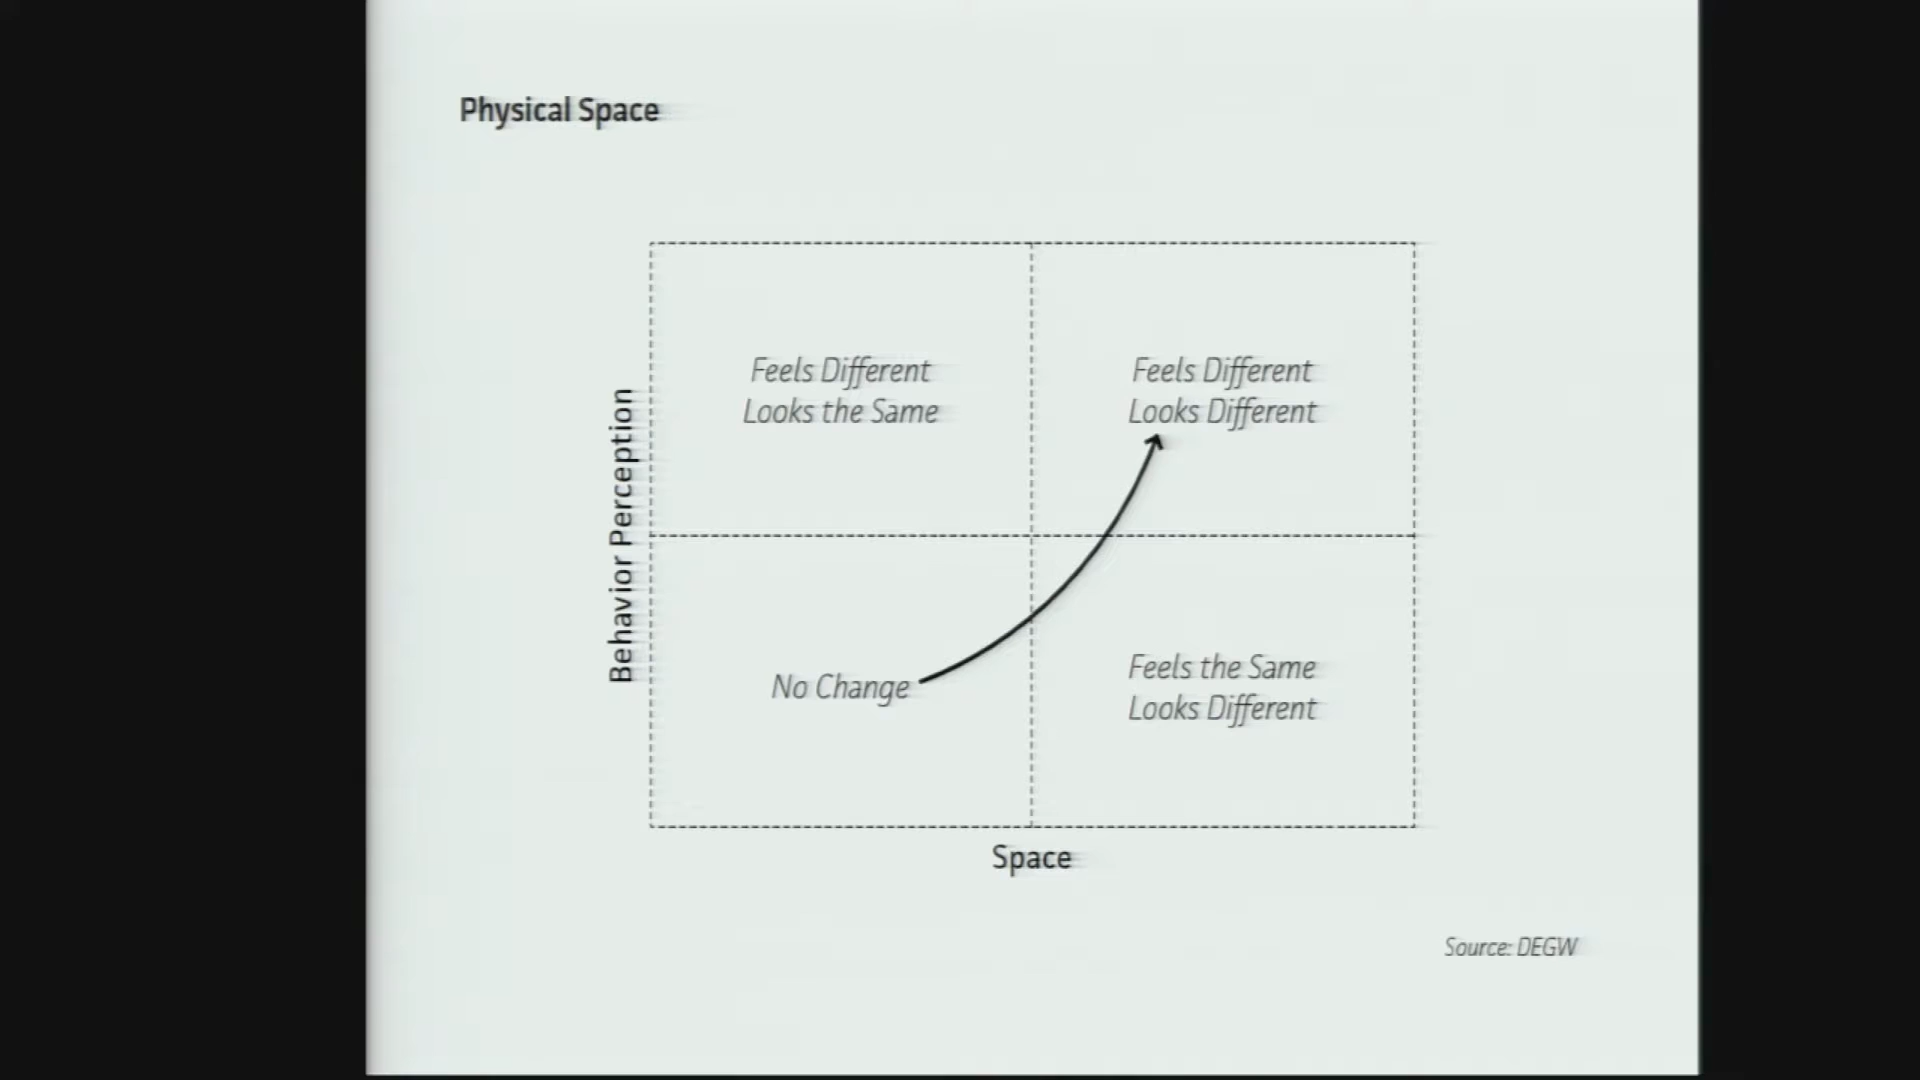 Physical Space
Feels Different
Looks the Same
Feels Different
Looks Different
Behavior Perception
No Change
Feels the Same
Looks Different
Space
Source: DEGW